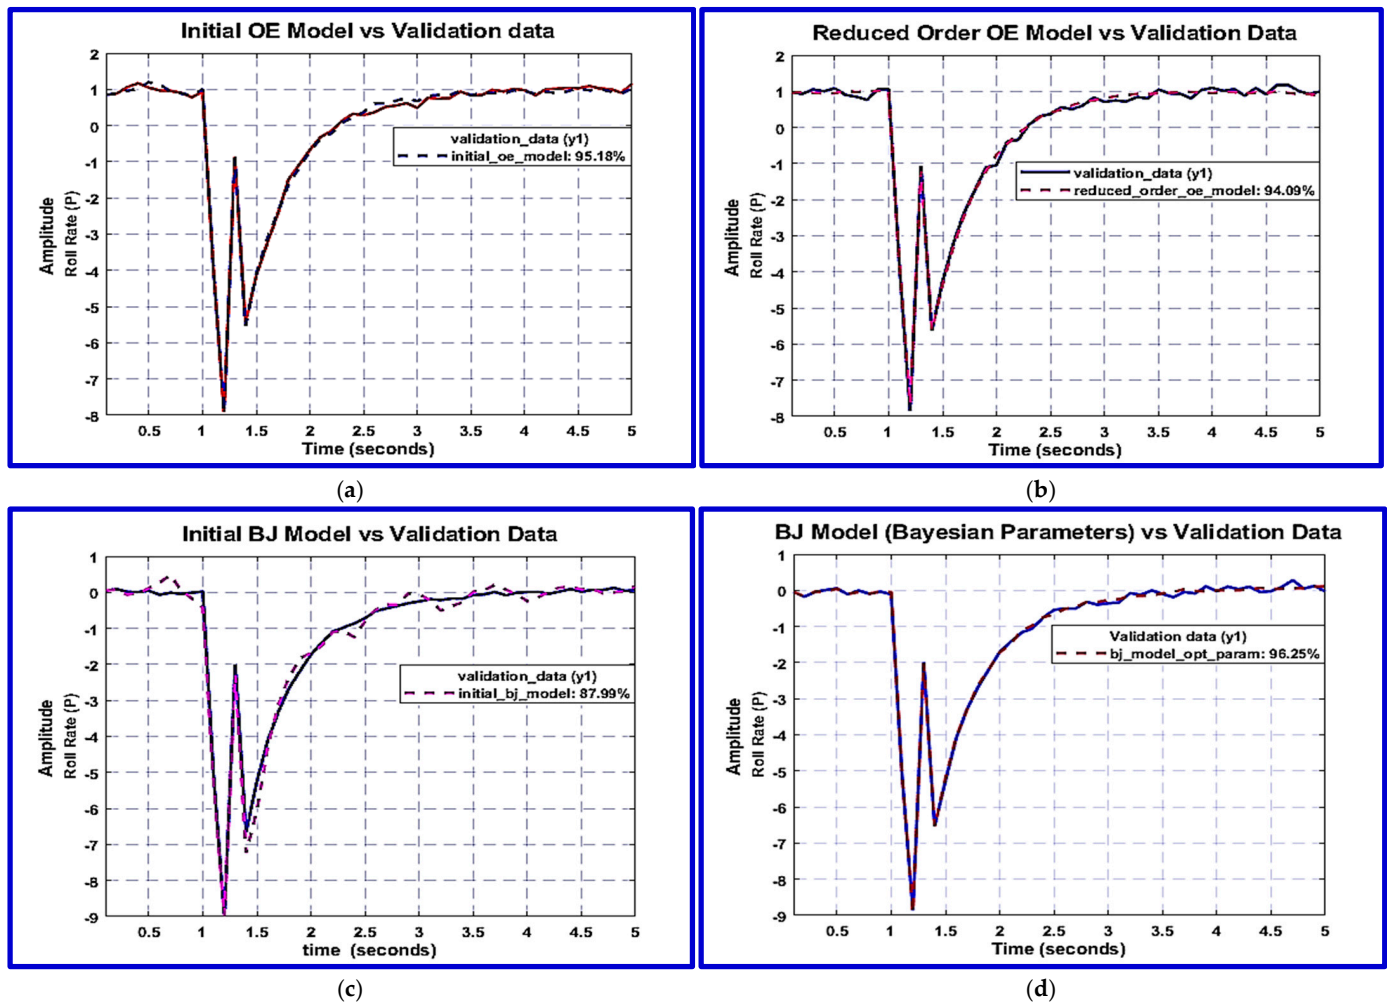 Initial OE Model vs Validation data
2
1
0
-1
-2
-3
-4
-5
-6
-7
-8
Amplitude
Roll Rate (P)
validation_data (y1)
initial_oe_model: 95.18%
0.5 1 1.5 2 2.5 3 3.5 4 4.5 5
Time (seconds)
(a)
Reduced Order OE Model vs Validation Data
2
1
0
-1
-2
-3
-4
-5
-6
-7
-8
Amplitude
Roll Rate (P)
validation_data (y1)
reduced_order_oe_model: 94.09%
0.5 1 1.5 2 2.5 3 3.5 4 4.5 5
Time (seconds)
(b)
Initial BJ Model vs Validation Data
1
0
-1
-2
-3
-4
-5
-6
-7
-8
-9
Amplitude
Roll Rate (P)
validation_data (y1)
initial_bj_model: 87.99%
0.5 1 1.5 2 2.5 3 3.5 4 4.5 5
time (seconds)
(c)
BJ Model (Bayesian Parameters) vs Validation Data
1
0
-1
-2
-3
-4
-5
-6
-7
-8
-9
Amplitude
Roll Rate (P)
Validation data (y1)
bj_model_opt_param: 96.25%
0.5 1 1.5 2 2.5 3 3.5 4 4.5 5
Time (seconds)
(d)